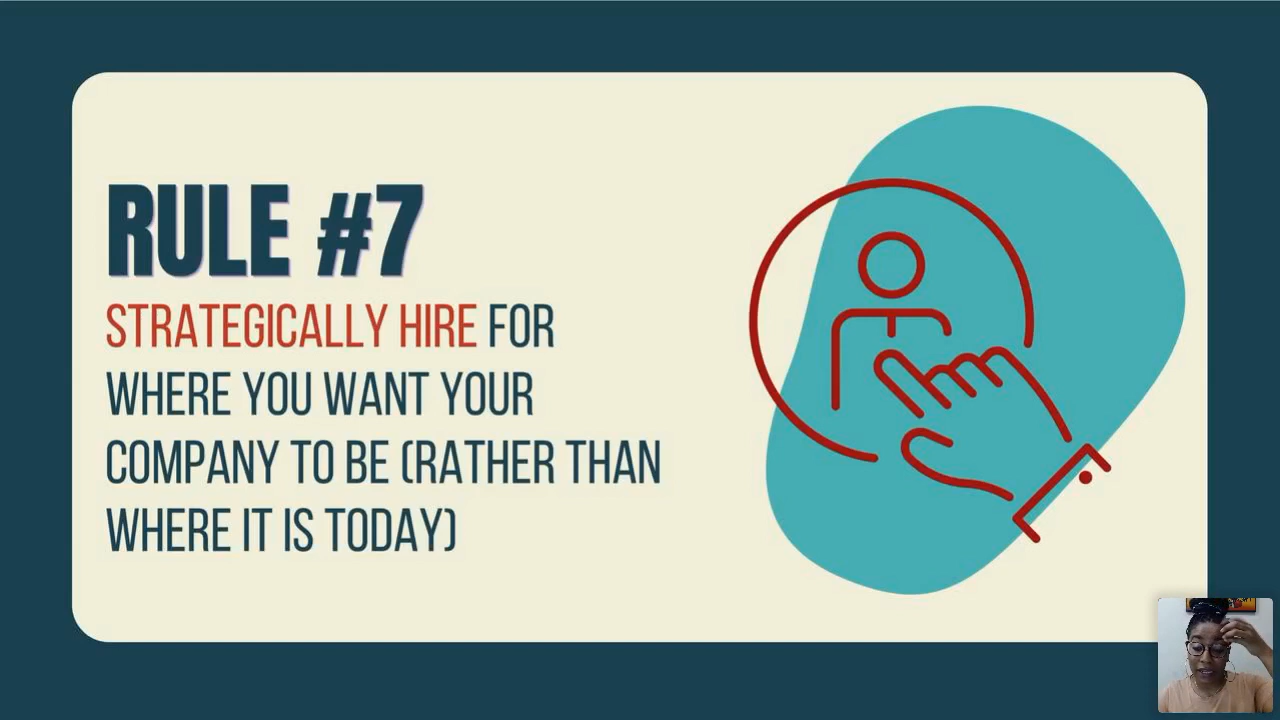 RULE #7
STRATEGICALLY HIRE FOR
WHERE YOU WANT YOUR
COMPANY TO BE (RATHER THAN
WHERE IT IS TODAY)